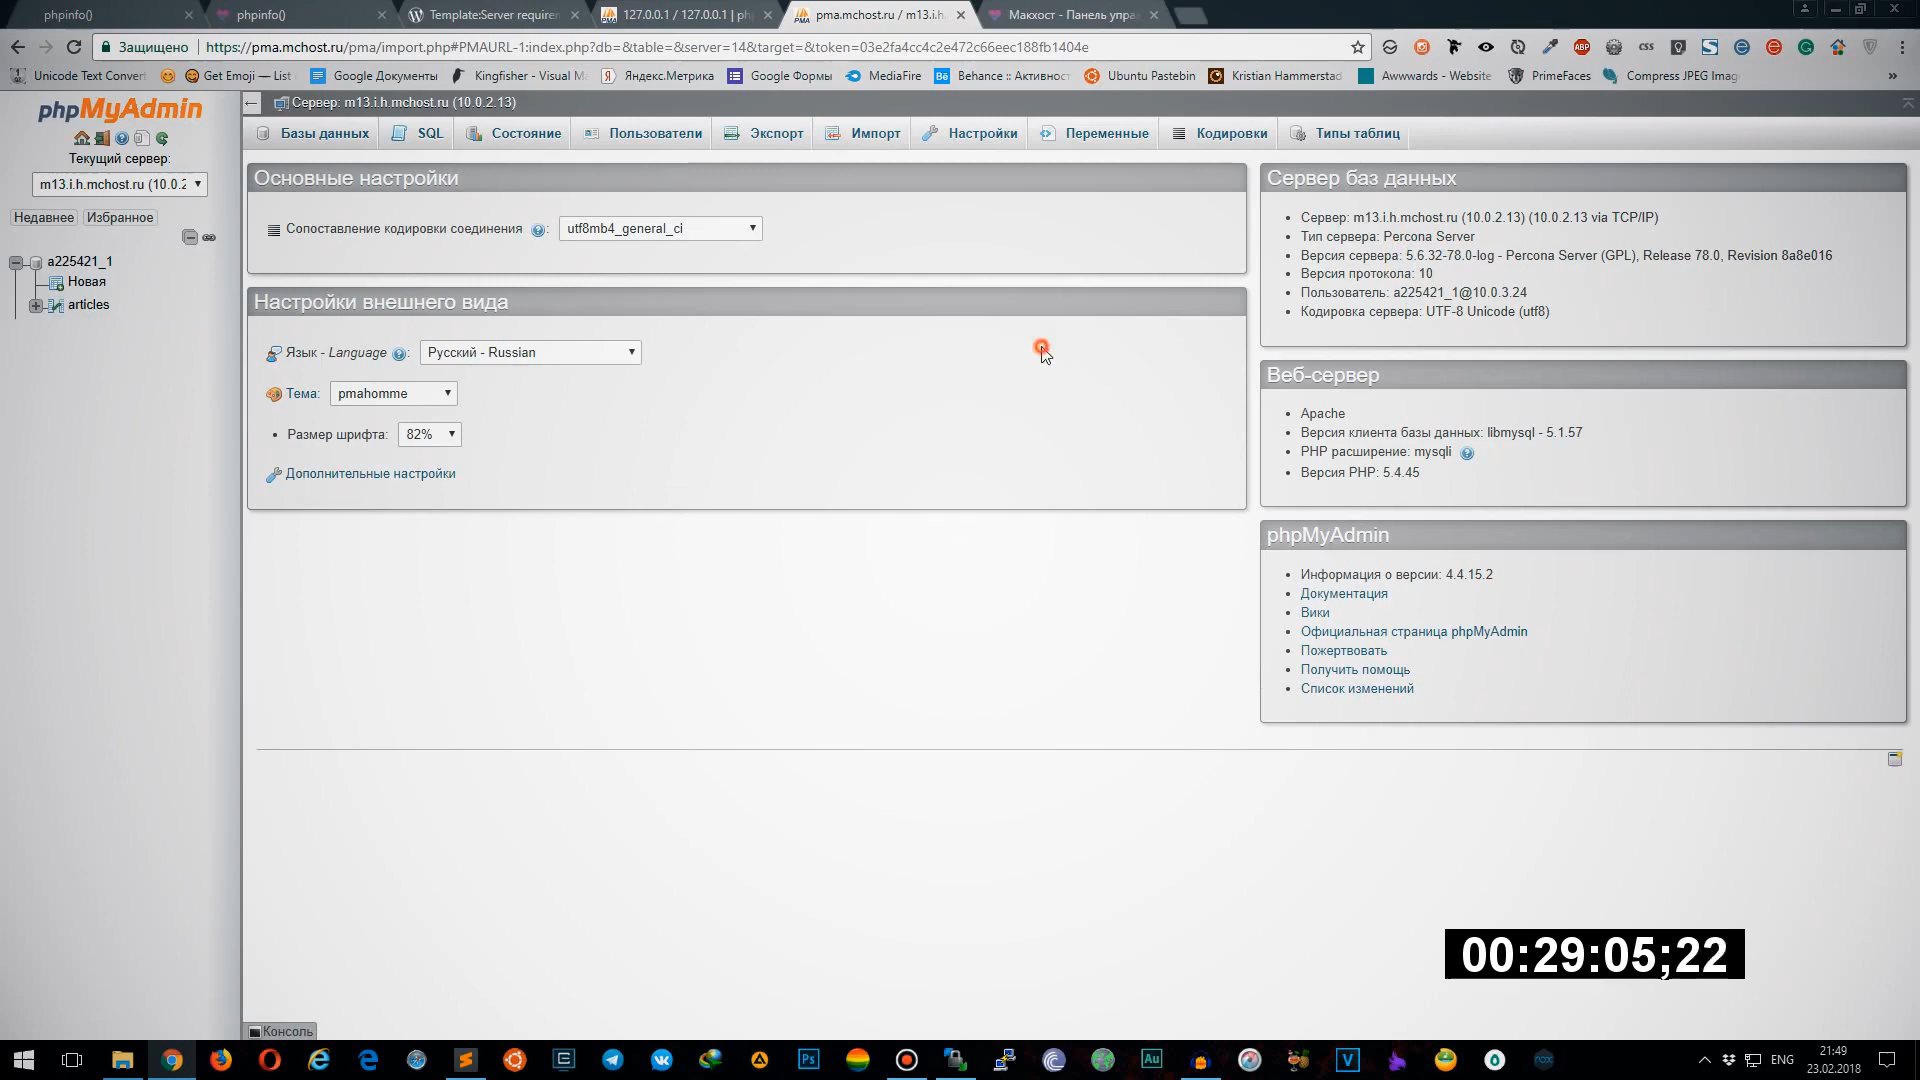 phpinfo()
phpinfo()
Template:Server requirem
127.0.0.1 / 127.0.0.1 | ph
pma.mchost.ru / m13.i.h.
Макхост - Панель упра
Защищено
https://pma.mchost.ru/pma/import.php#PMAURL-1:index.php?db=&table=&server=14&target=&token=03e2fa4cc4c2e472c66eec188fb1404e
Unicode Text Convert
Get Emoji — List
Google Документы
Kingfisher - Visual M
Яндекс.Метрика
Google Формы
MediaFire
Behance :: Активност
Ubuntu Pastebin
Kristian Hammerstad
Awwwards - Website
PrimeFaces
Compress JPEG Imag
phpMyAdmin
Текущий сервер:
m13.i.h.mchost.ru (10.0.2
Недавнее
Избранное
a225421_1
Новая
articles
Сервер: m13.i.h.mchost.ru (10.0.2.13)
Базы данных
SQL
Состояние
Пользователи
Экспорт
Импорт
Настройки
Переменные
Кодировки
Типы таблиц
Основные настройки
Сопоставление кодировки соединения :
utf8mb4_general_ci
Настройки внешнего вида
Язык - Language :
Русский - Russian
Тема:
pmahomme
Размер шрифта:
82%
Дополнительные настройки
Сервер баз данных
Сервер: m13.i.h.mchost.ru (10.0.2.13) (10.0.2.13 via TCP/IP)
Тип сервера: Percona Server
Версия сервера: 5.6.32-78.0-log - Percona Server (GPL), Release 78.0, Revision 8a8e016
Версия протокола: 10
Пользователь: a225421_1@10.0.3.24
Кодировка сервера: UTF-8 Unicode (utf8)
Веб-сервер
Apache
Версия клиента базы данных: libmysql - 5.1.57
PHP расширение: mysqli
Версия PHP: 5.4.45
phpMyAdmin
Информация о версии: 4.4.15.2
Документация
Вики
Официальная страница phpMyAdmin
Пожертвовать
Получить помощь
Список изменений
00:29:05;22
Консоль
ENG
21:49
23.02.2018